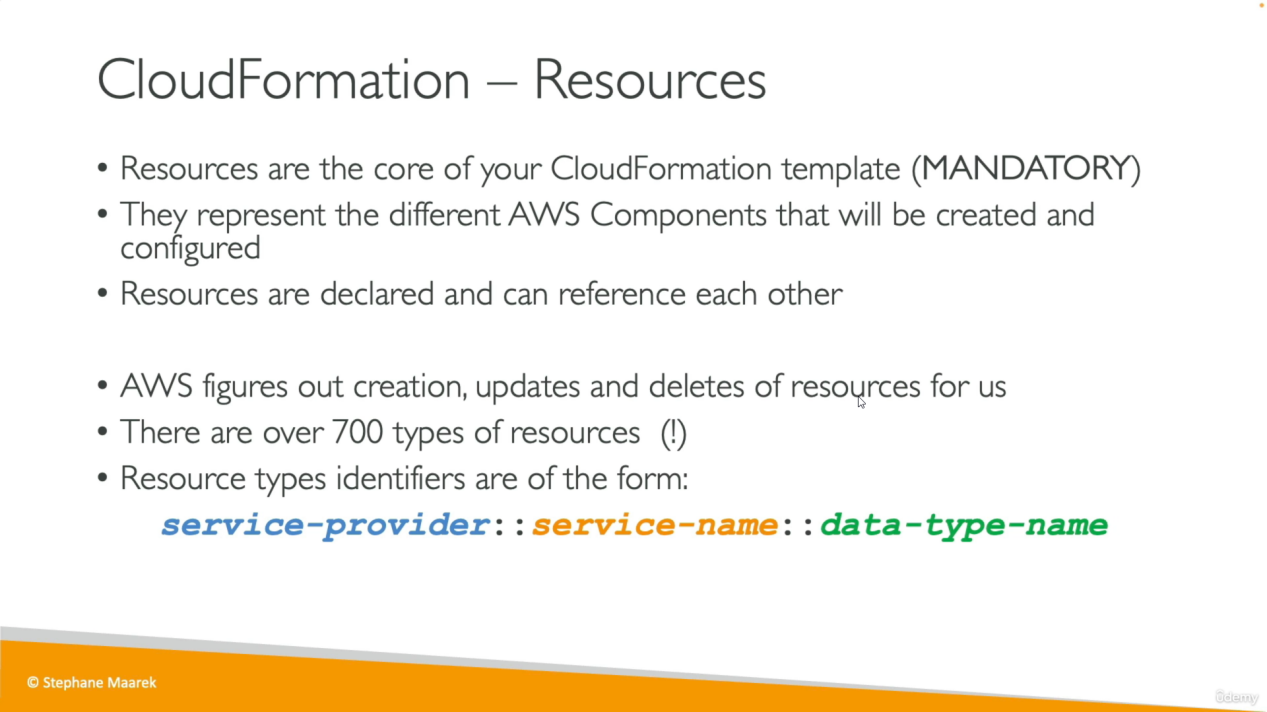 CloudFormation – Resources
• Resources are the core of your CloudFormation template (MANDATORY)
• They represent the different AWS Components that will be created and
configured
• Resources are declared and can reference each other
• AWS figures out creation, updates and deletes of resources for us
• There are over 700 types of resources (!)
• Resource types identifiers are of the form:
service-provider::service-name::data-type-name
© Stephane Maarek
ûdemy